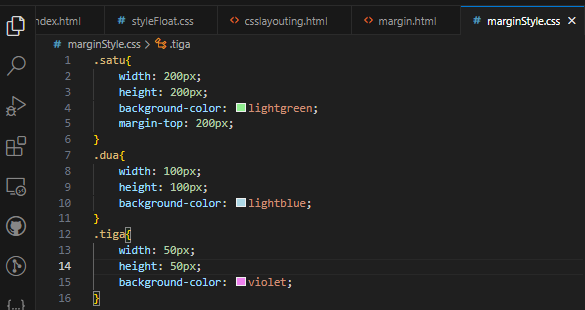 index.html # styleFloat.css <> csslayouting.html <> margin.html # marginStyle.css ×
# marginStyle.css > .tiga
1 .satu{
2 width: 200px;
3 height: 200px;
4 background-color: lightgreen;
5 margin-top: 200px;
6 }
7 .dua{
8 width: 100px;
9 height: 100px;
10 background-color: lightblue;
11 }
12 .tiga{
13 width: 50px;
14 height: 50px;
15 background-color: violet;
16 }